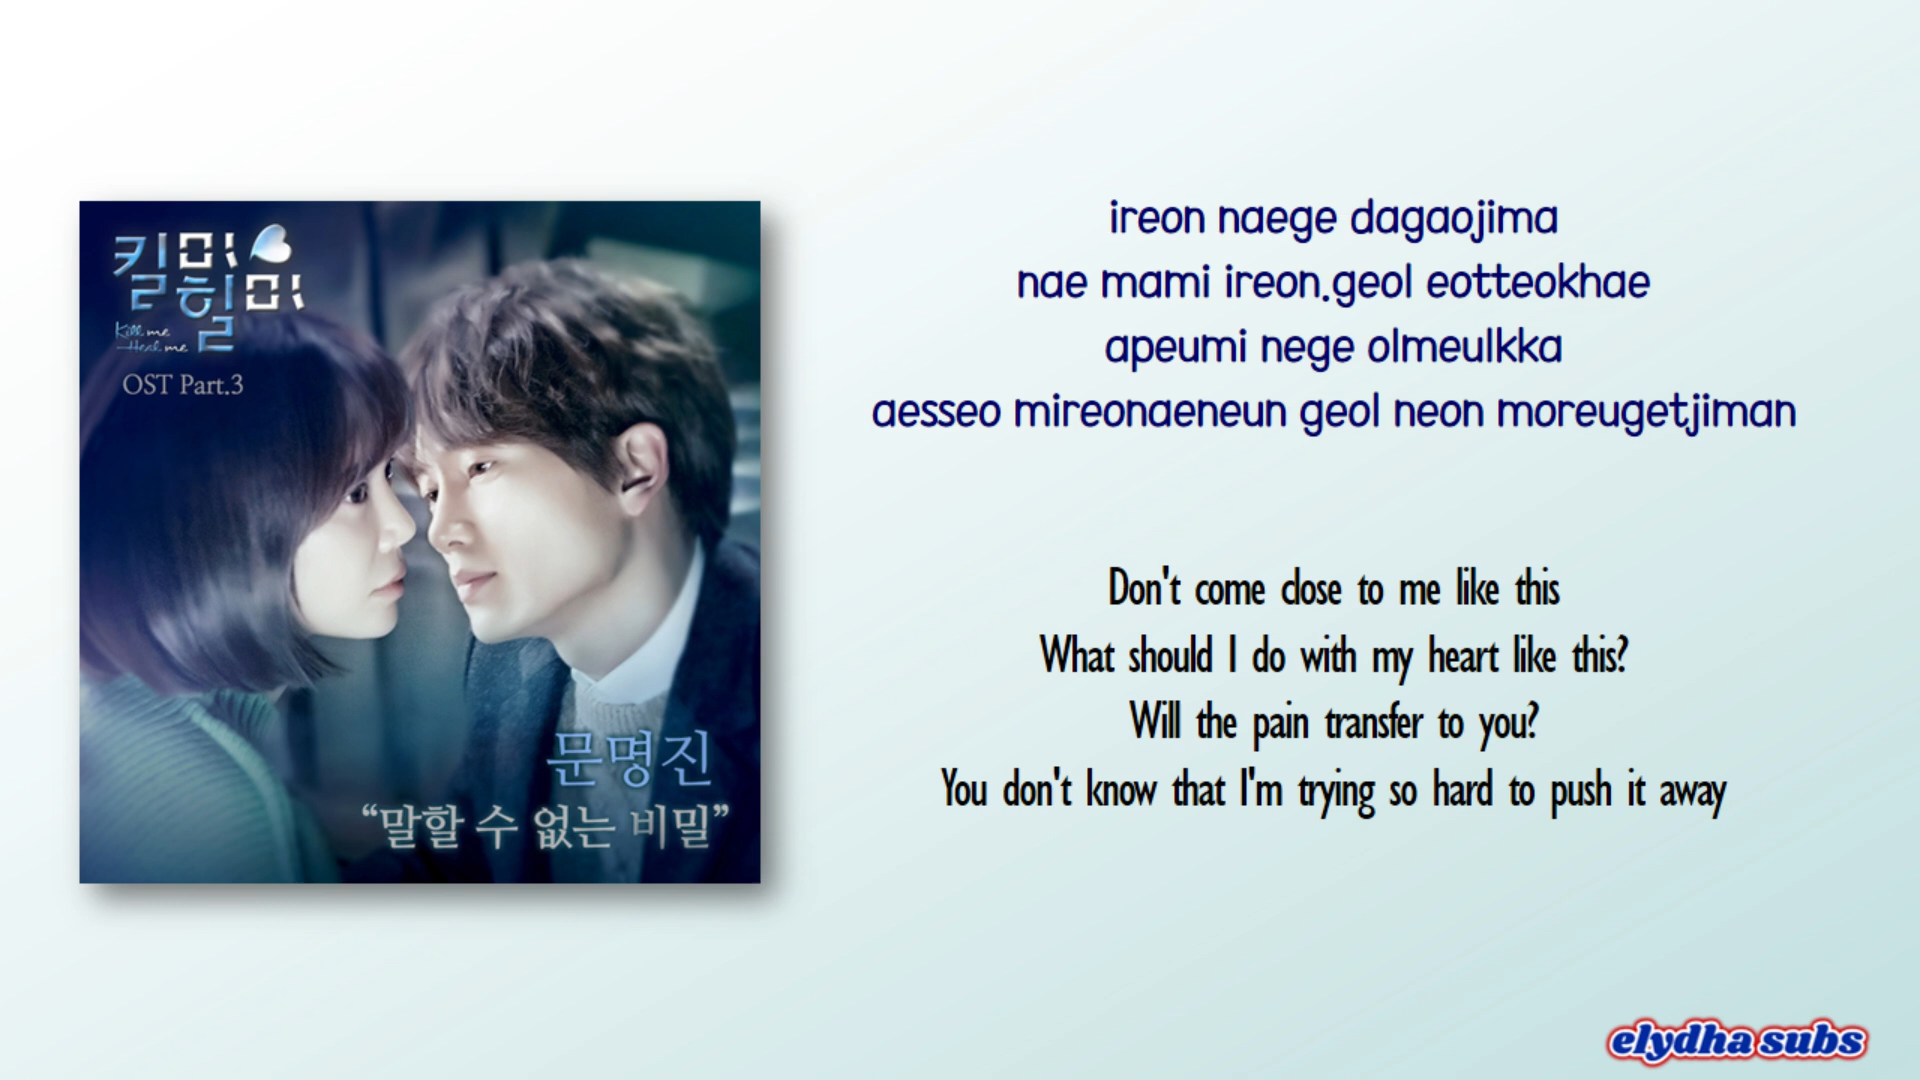 킬미
힐미
Kill me
Heal me
OST Part.3
문명진
“말할 수 없는 비밀”
ireon naege dagaojima
nae mami ireon.geol eotteokhae
apeumi nege olmeulkka
aesseo mireonaeneun geol neon moreugetjiman
Don't come close to me like this
What should I do with my heart like this?
Will the pain transfer to you?
You don't know that I'm trying so hard to push it away
elydha subs